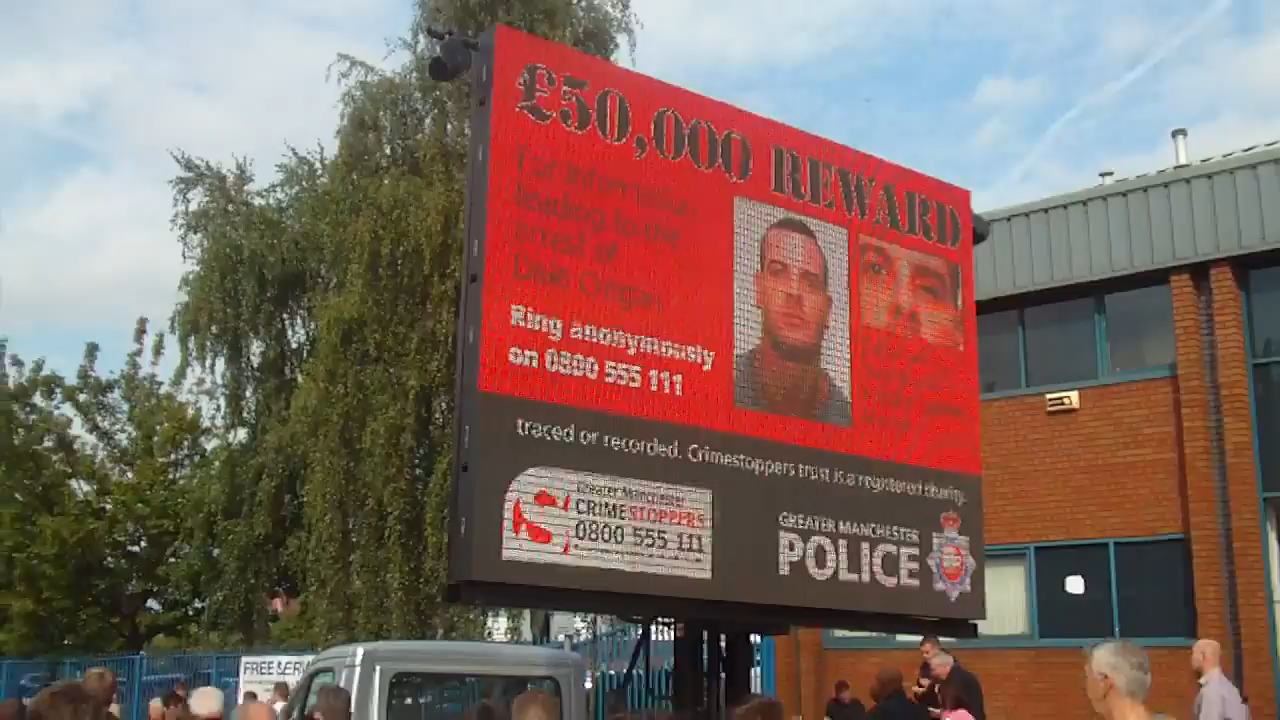 £50,000 REWARD
For information
leading to the
arrest of
Dale Cregan
Ring anonymously
on 0800 555 111
traced or recorded. Crimestoppers trust is a registered charity.
Greater Manchester
CRIMESTOPPERS
0800 555 111
GREATER MANCHESTER
POLICE
FREE